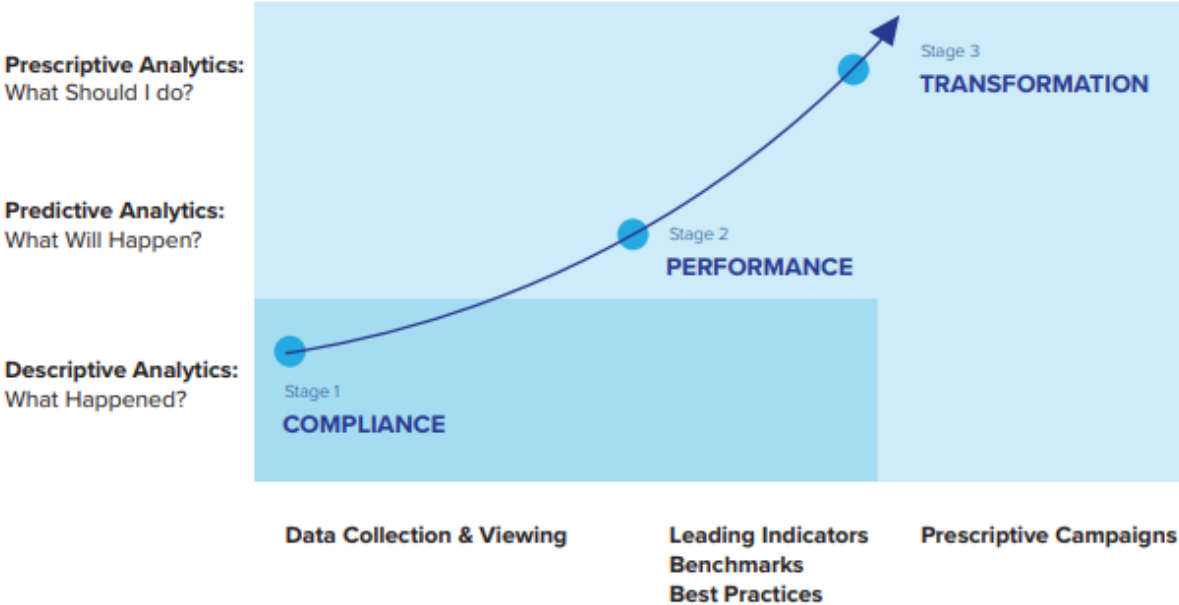 Prescriptive Analytics:
What Should I do?
Stage 3
TRANSFORMATION
Predictive Analytics:
What Will Happen?
Stage 2
PERFORMANCE
Descriptive Analytics:
What Happened?
Stage 1
COMPLIANCE
Data Collection & Viewing
Leading Indicators
Benchmarks
Best Practices
Prescriptive Campaigns